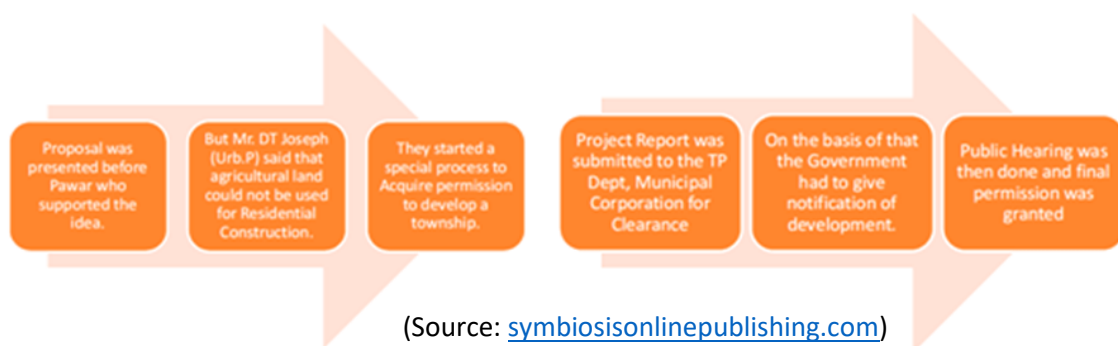 Proposal was
presented before
Pawar who
supported the
idea.
But Mr. DT Joseph
(Urb.P) said that
agricultural land
could not be used
for Residential
Construction.
They started a
special process to
Acquire permission
to develop a
township.
Project Report was
submitted to the TP
Dept, Municipal
Corporation for
Clearance
On the basis of that
the Government
had to give
notification of
development.
Public Hearing was
then done and final
permission was
granted
(Source: symbiosisonlinepublishing.com)